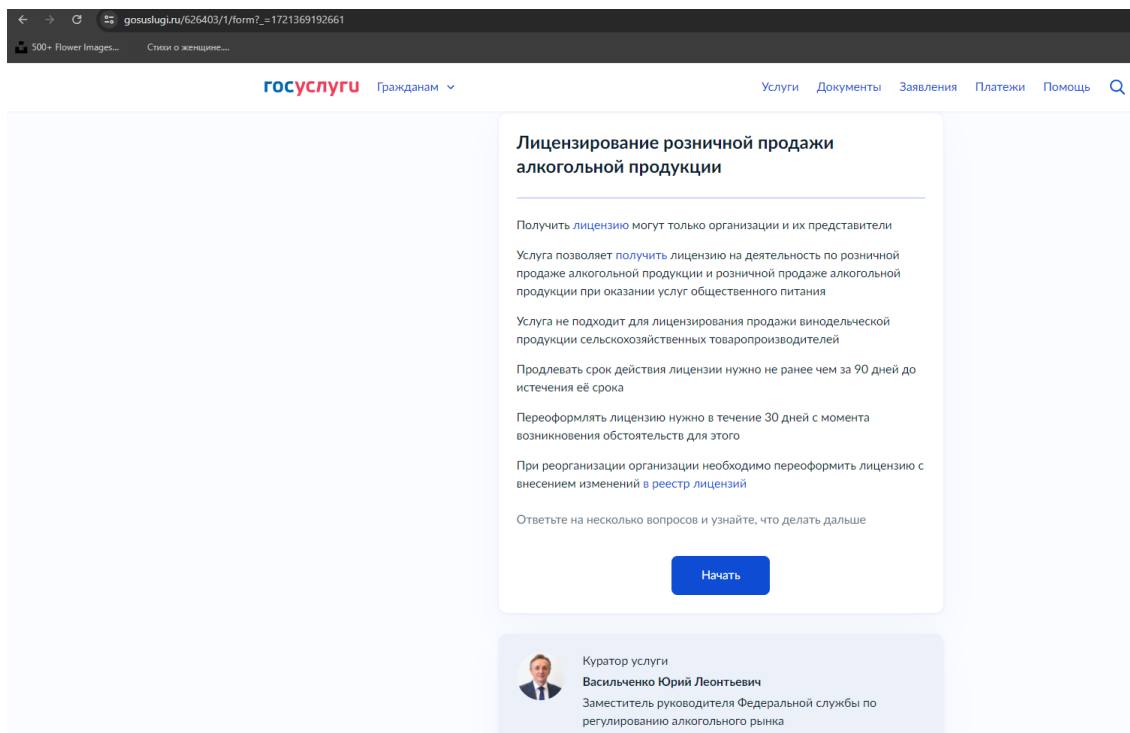 gosuslugi.ru/626403/1/form?_=1721369192661
500+ Flower Images... Стихи о женщине....
госуслуги Гражданам Услуги Документы Заявления Платежи Помощь
Лицензирование розничной продажи
алкогольной продукции
Получить лицензию могут только организации и их представители
Услуга позволяет получить лицензию на деятельность по розничной
продаже алкогольной продукции и розничной продаже алкогольной
продукции при оказании услуг общественного питания
Услуга не подходит для лицензирования продажи винодельческой
продукции сельскохозяйственных товаропроизводителей
Продлевать срок действия лицензии нужно не ранее чем за 90 дней до
истечения её срока
Переоформлять лицензию нужно в течение 30 дней с момента
возникновения обстоятельств для этого
При реорганизации организации необходимо переоформить лицензию с
внесением изменений в реестр лицензий
Ответьте на несколько вопросов и узнайте, что делать дальше
Начать
Куратор услуги
Васильченко Юрий Леонтьевич
Заместитель руководителя Федеральной службы по
регулированию алкогольного рынка